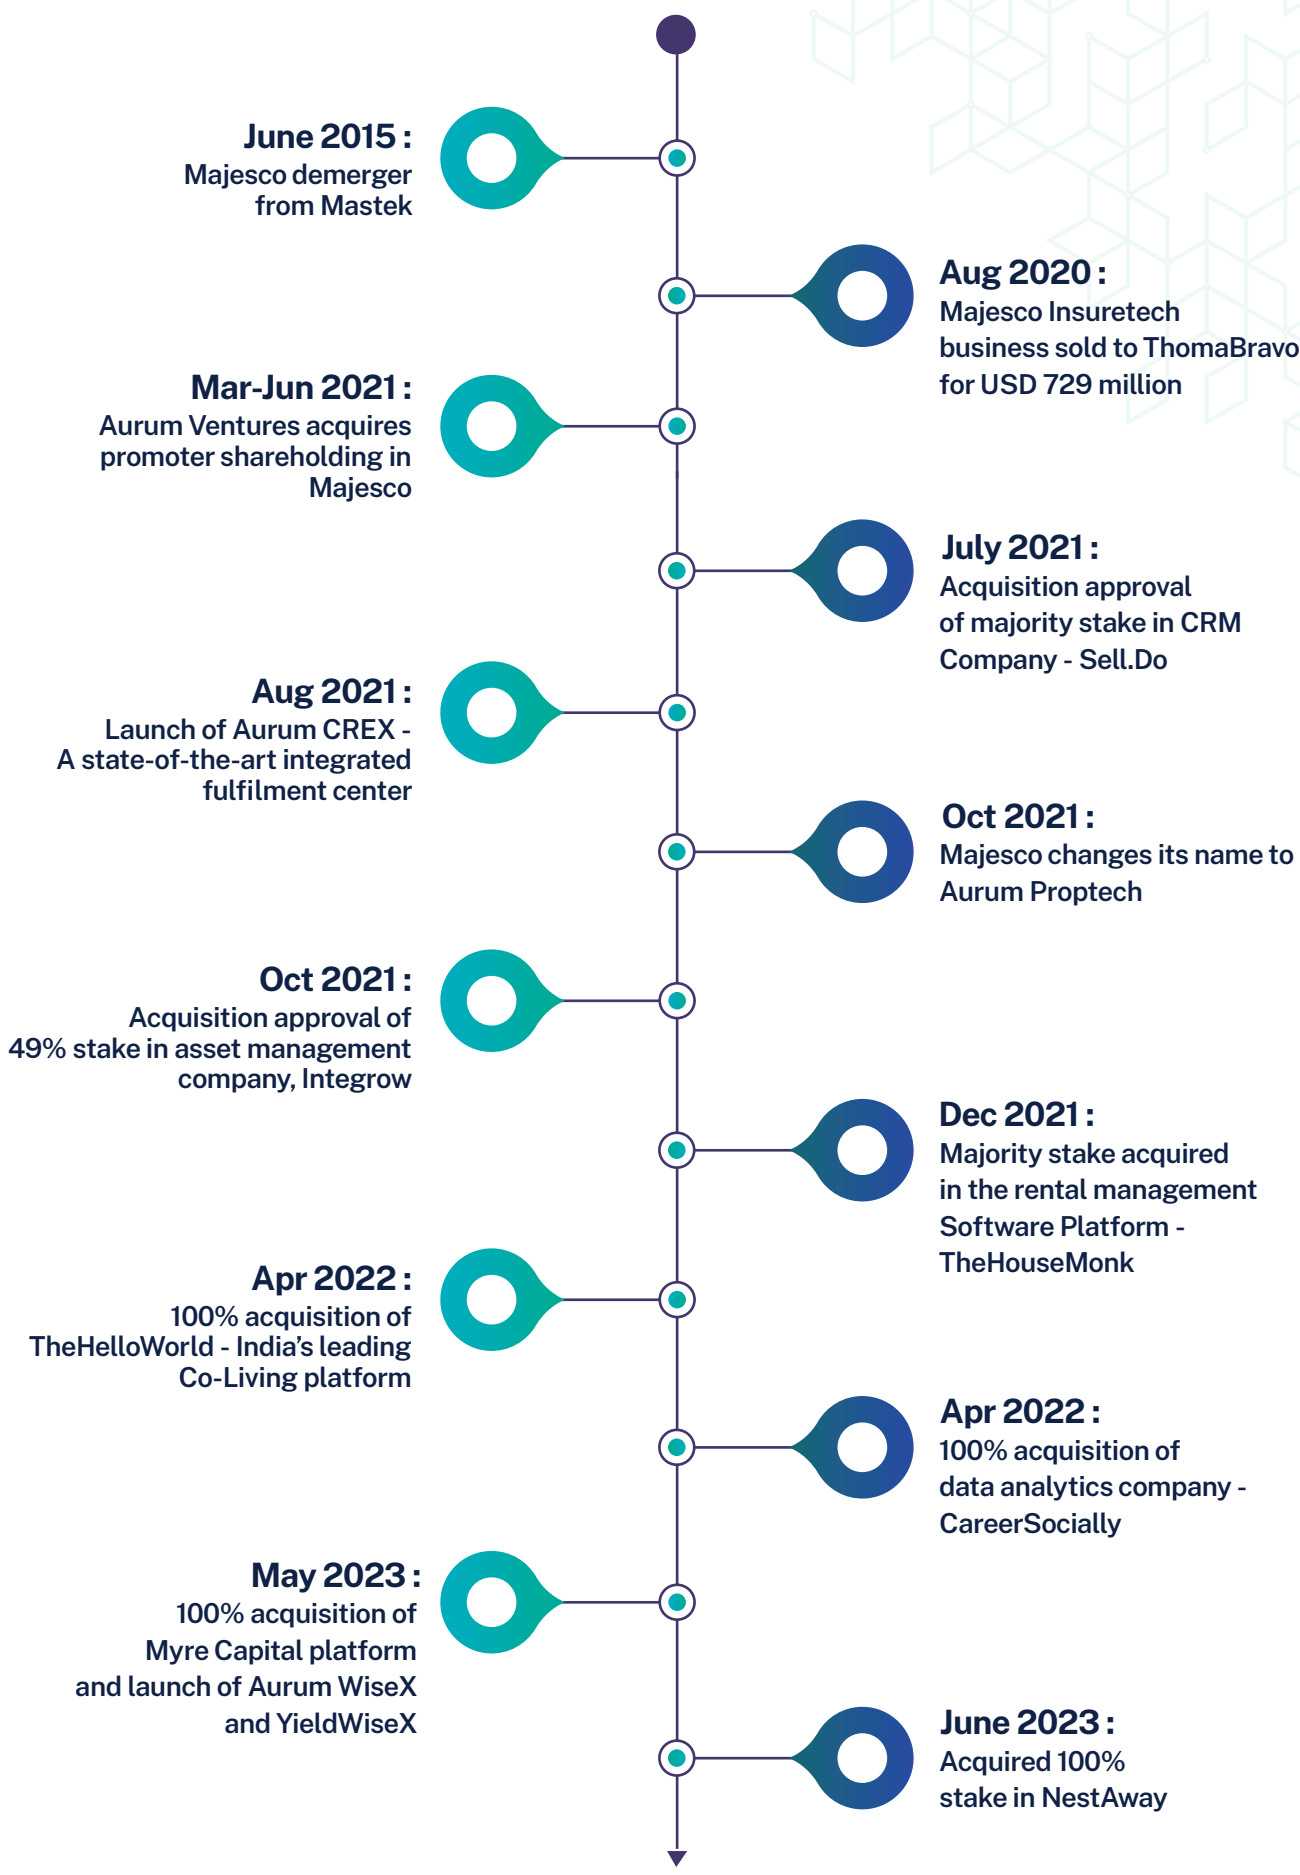 June 2015 :
Majesco demerger
from Mastek
Aug 2020 :
Majesco Insuretech
business sold to ThomaBravo
for USD 729 million
Mar-Jun 2021 :
Aurum Ventures acquires
promoter shareholding in
Majesco
July 2021 :
Acquisition approval
of majority stake in CRM
Company - Sell.Do
Aug 2021 :
Launch of Aurum CREX -
A state-of-the-art integrated
fulfilment center
Oct 2021 :
Majesco changes its name to
Aurum Proptech
Oct 2021 :
Acquisition approval of
49% stake in asset management
company, Integrow
Dec 2021 :
Majority stake acquired
in the rental management
Software Platform -
TheHouseMonk
Apr 2022 :
100% acquisition of
TheHelloWorld - India’s leading
Co-Living platform
Apr 2022 :
100% acquisition of
data analytics company -
CareerSocially
May 2023 :
100% acquisition of
Myre Capital platform
and launch of Aurum WiseX
and YieldWiseX
June 2023 :
Acquired 100%
stake in NestAway